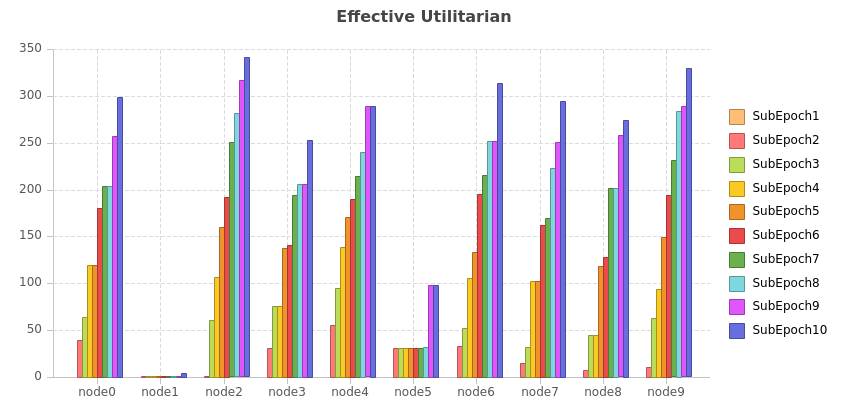 Effective Utilitarian
350
300
250
200
150
100
50
0
node0 node1 node2 node3 node4 node5 node6 node7 node8 node9
SubEpoch1
SubEpoch2
SubEpoch3
SubEpoch4
SubEpoch5
SubEpoch6
SubEpoch7
SubEpoch8
SubEpoch9
SubEpoch10